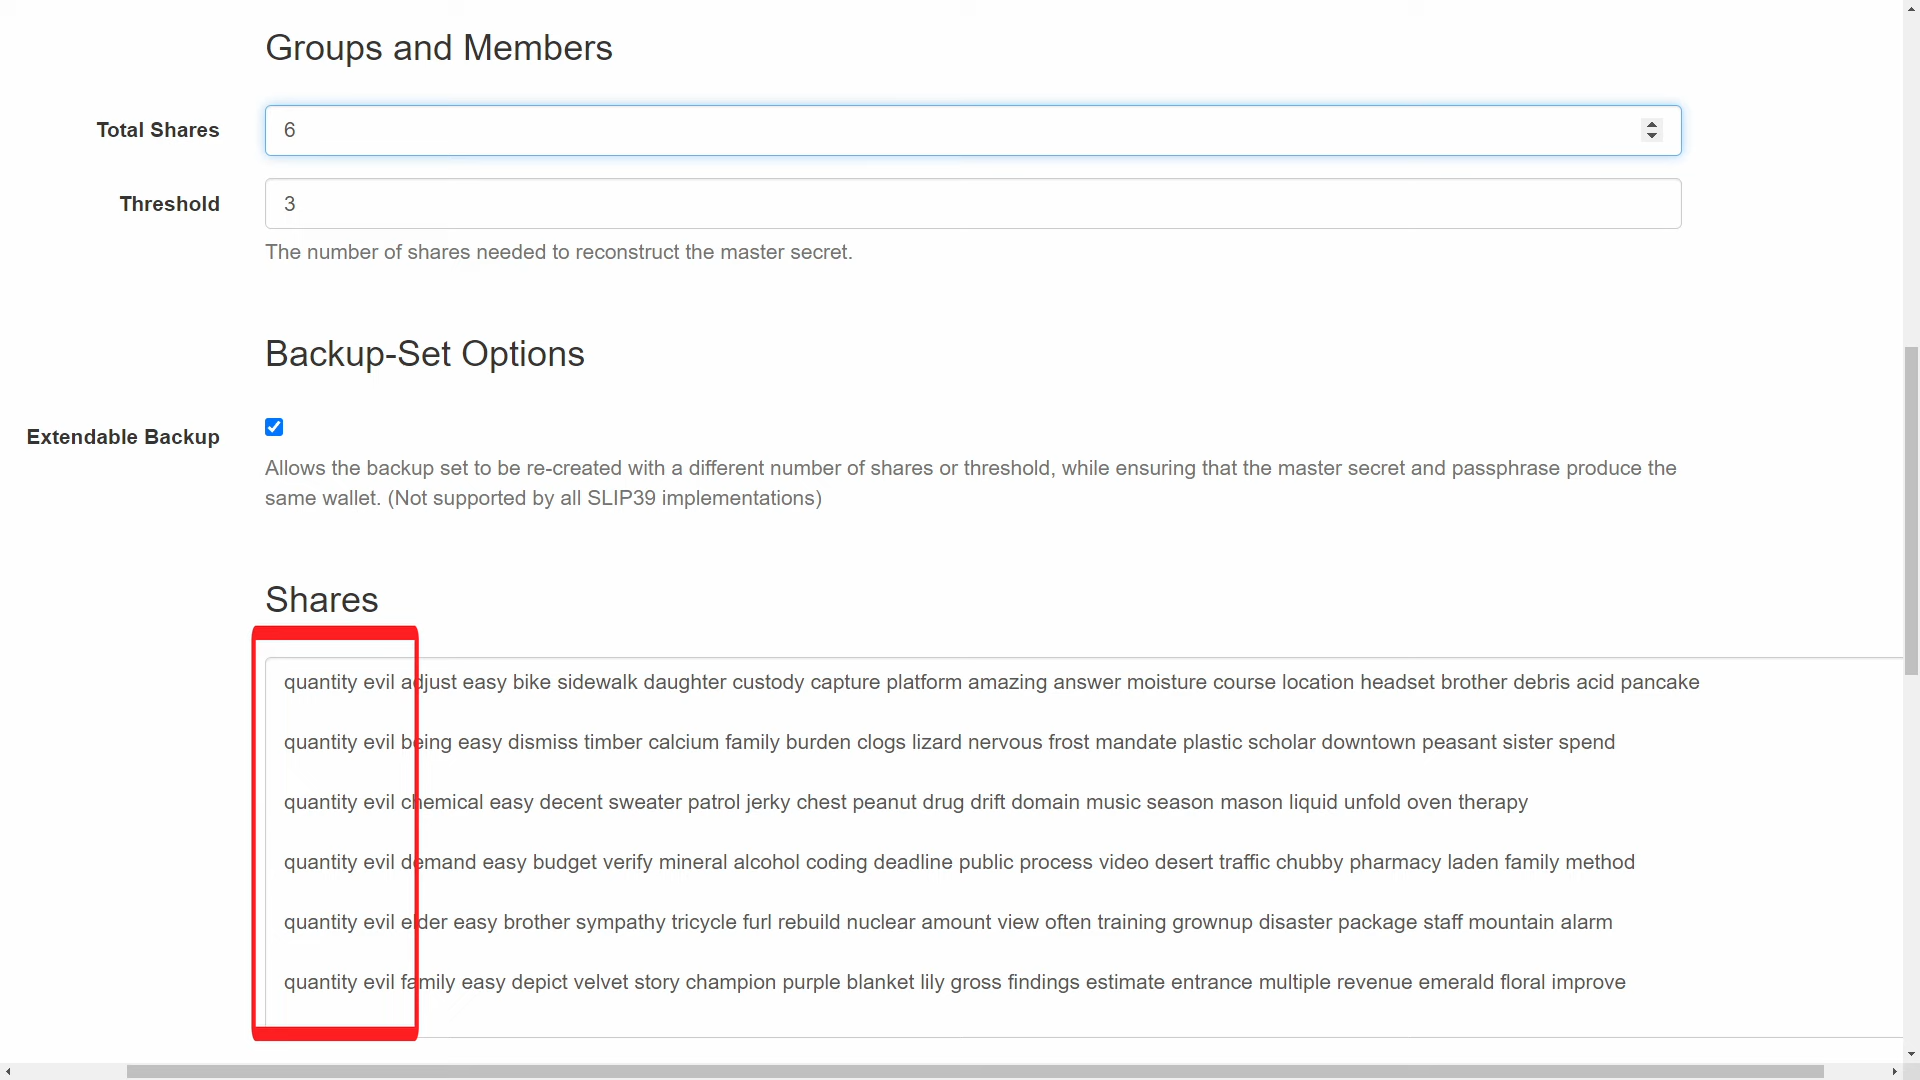 Groups and Members
Total Shares
6
Threshold
3
The number of shares needed to reconstruct the master secret.
Backup-Set Options
Extendable Backup
Allows the backup set to be re-created with a different number of shares or threshold, while ensuring that the master secret and passphrase produce the
same wallet. (Not supported by all SLIP39 implementations)
Shares
quantity evil adjust easy bike sidewalk daughter custody capture platform amazing answer moisture course location headset brother debris acid pancake
quantity evil being easy dismiss timber calcium family burden clogs lizard nervous frost mandate plastic scholar downtown peasant sister spend
quantity evil chemical easy decent sweater patrol jerky chest peanut drug drift domain music season mason liquid unfold oven therapy
quantity evil demand easy budget verify mineral alcohol coding deadline public process video desert traffic chubby pharmacy laden family method
quantity evil elder easy brother sympathy tricycle furl rebuild nuclear amount view often training grownup disaster package staff mountain alarm
quantity evil family easy depict velvet story champion purple blanket lily gross findings estimate entrance multiple revenue emerald floral improve